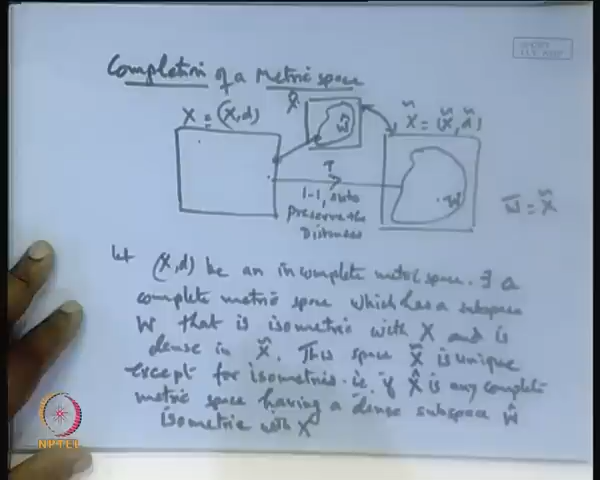 Completion of a Metric space
X = (X,d)
X̂
Ŵ
X̃ = (X̃, d̃)
T
1-1, onto
Preserve the
Distances
W
W̄ = X̃
Let (X,d) be an incomplete metric space. ∃ a
complete metric space which has a subspace
W that is isometric with X and is
dense in X̃. This space X̃ is unique
except for isometries. i.e. if X̂ is any complete
metric space having a dense subspace Ŵ
isometric with X
NPTEL